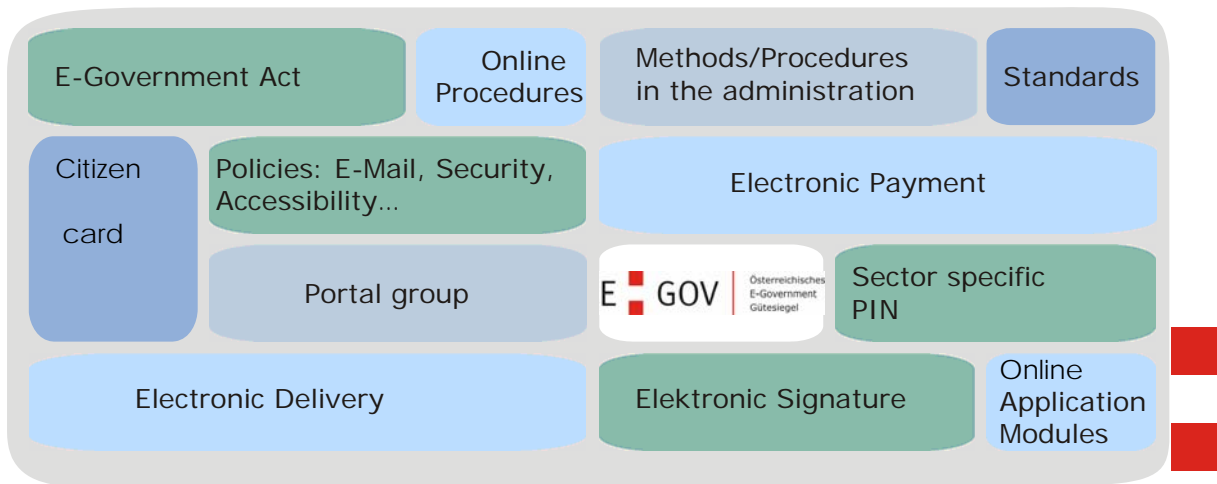 E-Government Act
Online
Procedures
Methods/Procedures
in the administration
Standards
Citizen
card
Policies: E-Mail, Security,
Accessibility...
Electronic Payment
Portal group
E GOV
Österreichisches
E-Government
Gütesiegel
Sector specific
PIN
Electronic Delivery
Elektronic Signature
Online
Application
Modules